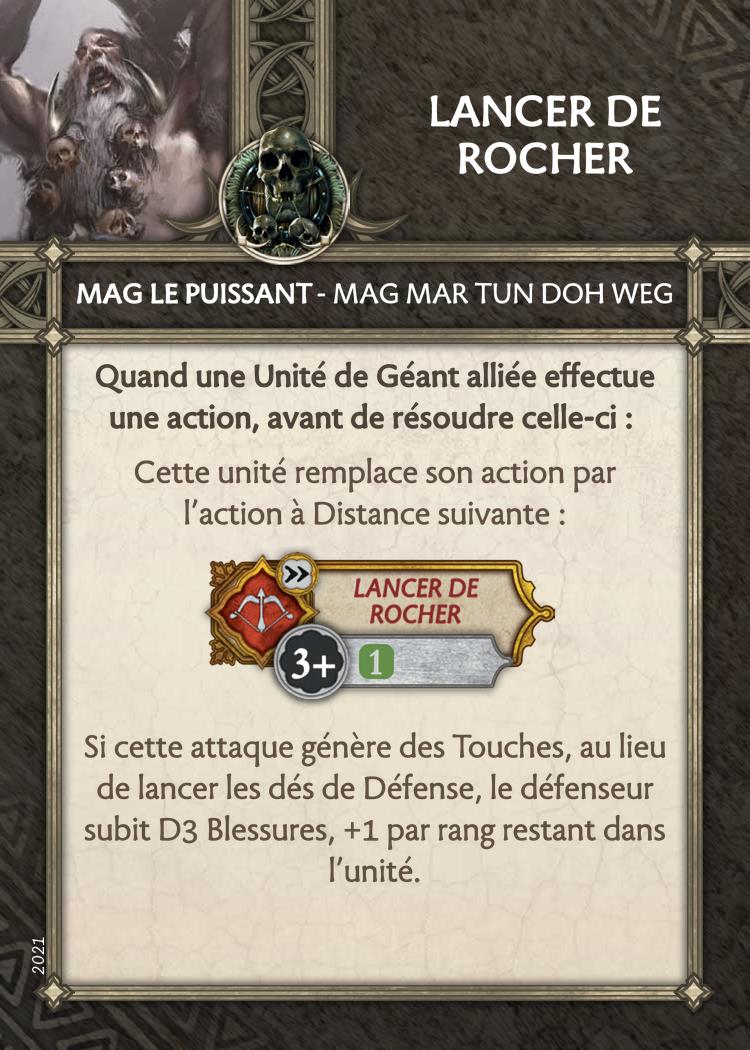 LANCER DE
ROCHER
MAG LE PUISSANT - MAG MAR TUN DOH WEG
Quand une Unité de Géant alliée effectue
une action, avant de résoudre celle-ci :
Cette unité remplace son action par
l'action à Distance suivante :
LANCER DE
ROCHER
3+ 1
Si cette attaque génère des Touches, au lieu
de lancer les dés de Défense, le défenseur
subit D3 Blessures, +1 par rang restant dans
l'unité.
2021